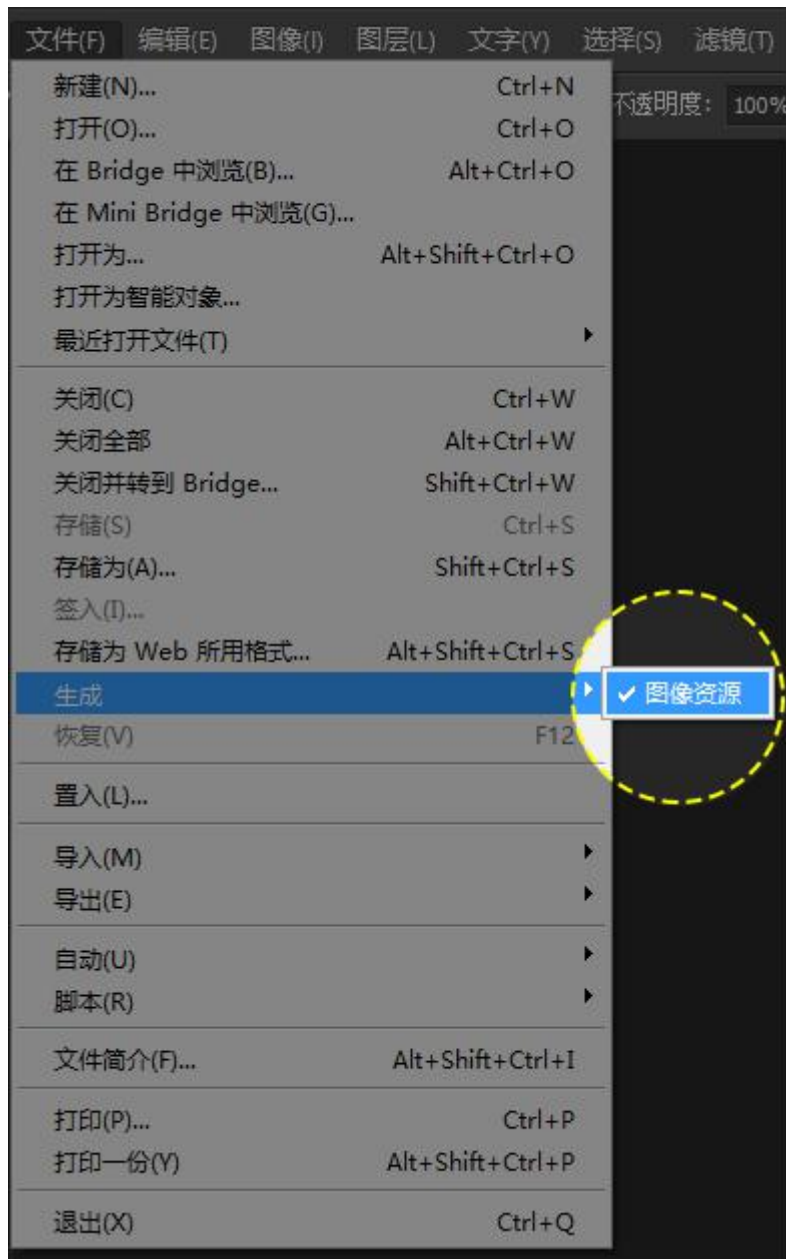 文件(F) 编辑(E) 图像(I) 图层(L) 文字(Y) 选择(S) 滤镜(T)
不透明度： 100%
新建(N)... Ctrl+N
打开(O)... Ctrl+O
在 Bridge 中浏览(B)... Alt+Ctrl+O
在 Mini Bridge 中浏览(G)...
打开为... Alt+Shift+Ctrl+O
打开为智能对象...
最近打开文件(T)
关闭(C) Ctrl+W
关闭全部 Alt+Ctrl+W
关闭并转到 Bridge... Shift+Ctrl+W
存储(S) Ctrl+S
存储为(A)... Shift+Ctrl+S
签入(I)...
存储为 Web 所用格式... Alt+Shift+Ctrl+S
生成
图像资源
恢复(V) F12
置入(L)...
导入(M)
导出(E)
自动(U)
脚本(R)
文件简介(F)... Alt+Shift+Ctrl+I
打印(P)... Ctrl+P
打印一份(Y) Alt+Shift+Ctrl+P
退出(X) Ctrl+Q